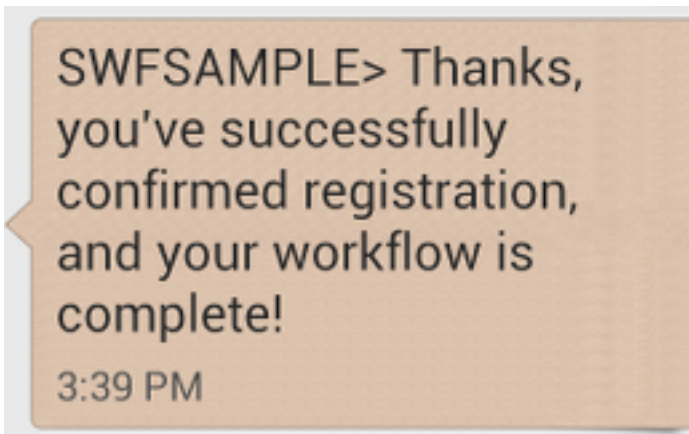 SWFSAMPLE> Thanks,
you've successfully
confirmed registration,
and your workflow is
complete!
3:39 PM